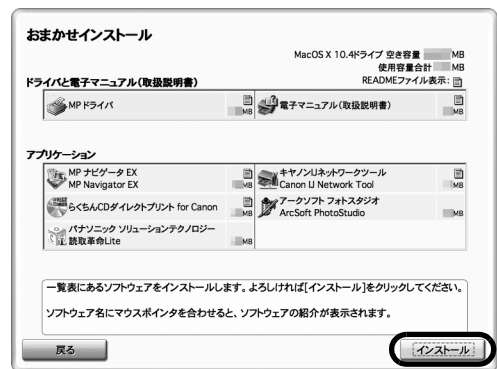 おまかせインストール
MacOS X 10.4ドライブ 空き容量 MB
使用容量合計 MB
ドライバと電子マニュアル（取扱説明書）
READMEファイル表示:
MP ドライバ MB
電子マニュアル（取扱説明書） MB
アプリケーション
MP ナビゲータ EX
MP Navigator EX MB
キヤノンIJネットワークツール
Canon IJ Network Tool MB
らくちんCDダイレクトプリント for Canon MB
アークソフト フォトスタジオ
ArcSoft PhotoStudio MB
パナソニック ソリューションテクノロジー
読取革命Lite MB
一覧表にあるソフトウェアをインストールします。よろしければ[インストール]をクリックしてください。
ソフトウェア名にマウスポインタを合わせると、ソフトウェアの紹介が表示されます。
戻る
インストール